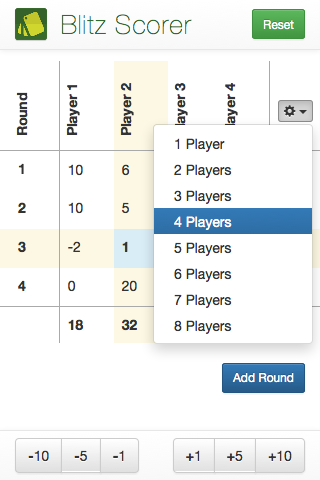 Blitz Scorer
Reset
Round
Player 1
Player 2
Player 3
Player 4
1 10 6
2 10 5
3 -2 1
4 0 20
18 32
1 Player
2 Players
3 Players
4 Players
5 Players
6 Players
7 Players
8 Players
Add Round
-10 -5 -1 +1 +5 +10